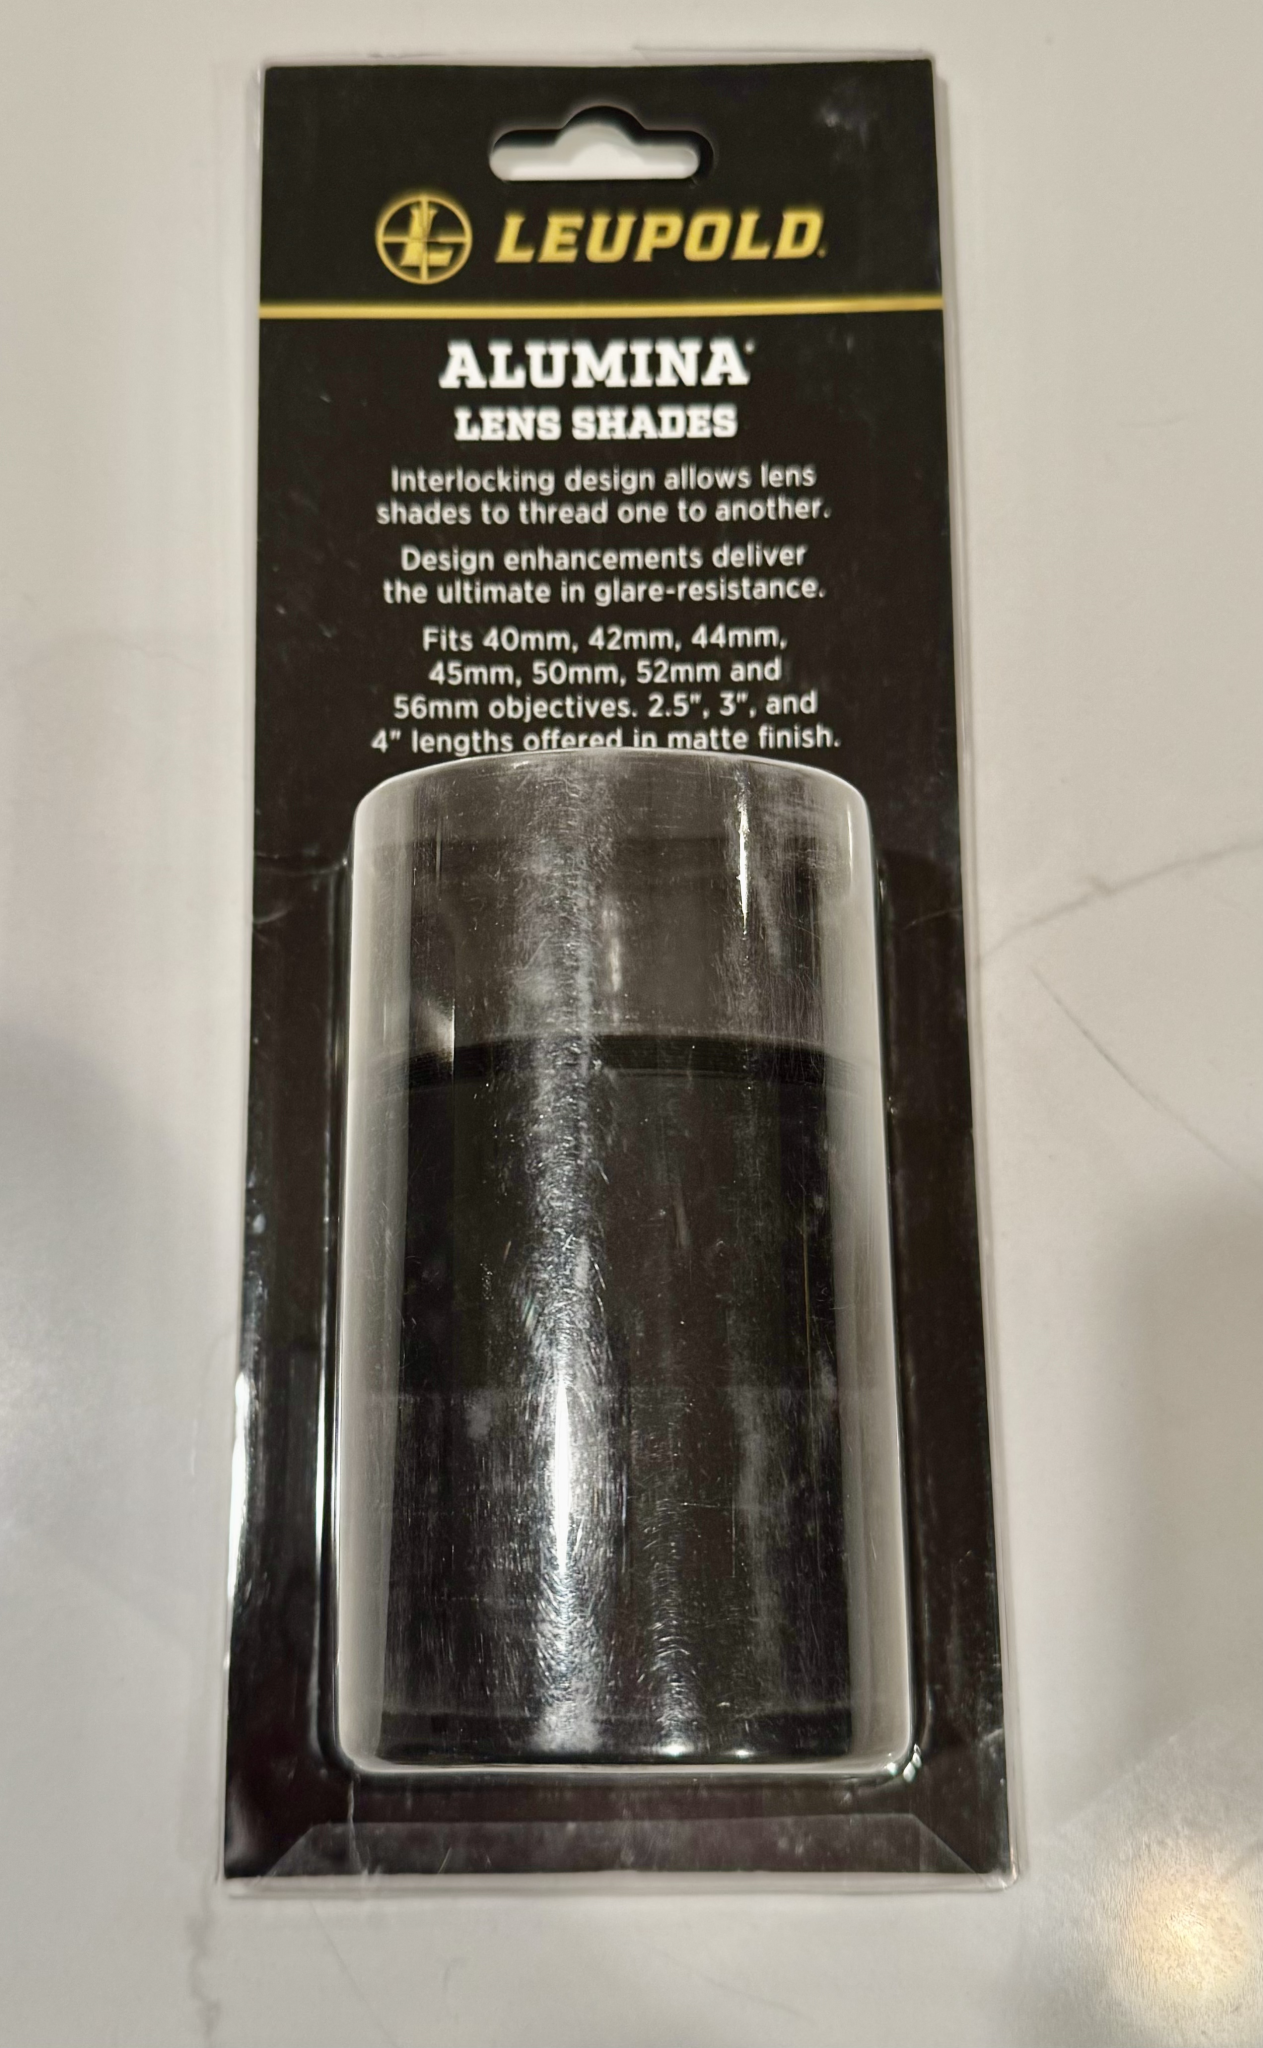 LEUPOLD®
ALUMINA®
LENS SHADES
Interlocking design allows lens
shades to thread one to another.
Design enhancements deliver
the ultimate in glare-resistance.
Fits 40mm, 42mm, 44mm,
45mm, 50mm, 52mm and
56mm objectives. 2.5", 3", and
4" lengths offered in matte finish.